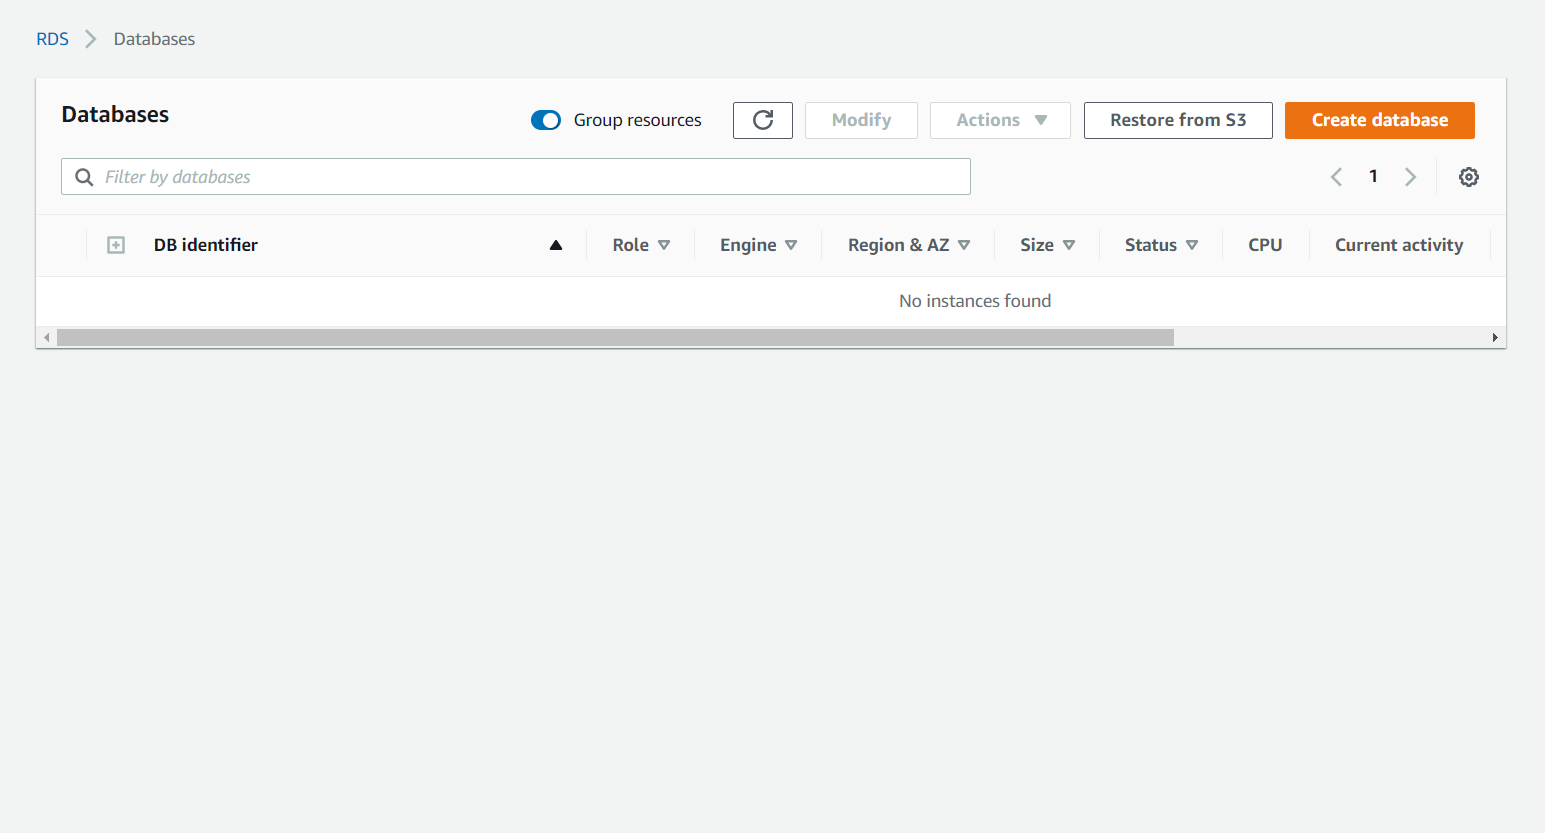 RDS Databases
Databases Group resources Modify Actions Restore from S3 Create database
Filter by databases 1
DB identifier Role Engine Region & AZ Size Status CPU Current activity
No instances found